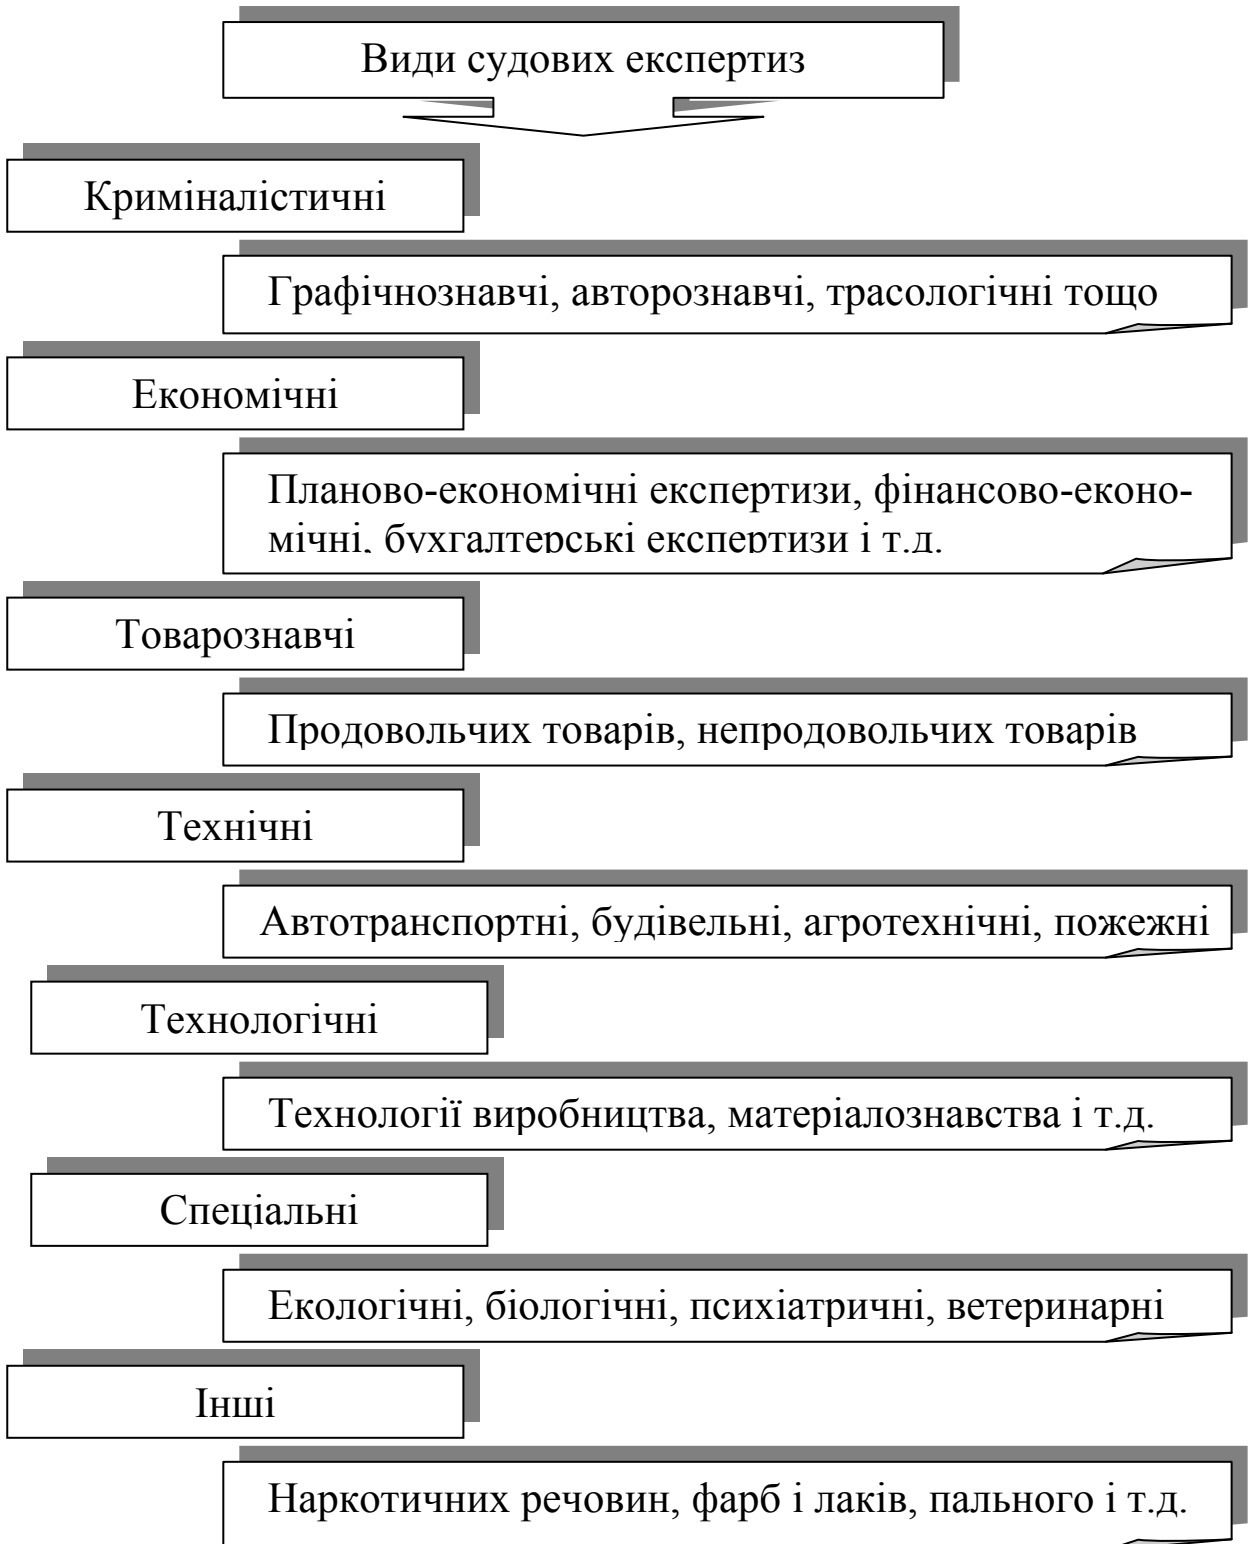 Види судових експертиз
Криміналістичні
Графічнознавчі, авторознавчі, трасологічні тощо
Економічні
Планово-економічні експертизи, фінансово-еконо-
мічні, бухгалтерські експертизи і т.д.
Товарознавчі
Продовольчих товарів, непродовольчих товарів
Технічні
Автотранспортні, будівельні, агротехнічні, пожежні
Технологічні
Технології виробництва, матеріалознавства і т.д.
Спеціальні
Екологічні, біологічні, психіатричні, ветеринарні
Інші
Наркотичних речовин, фарб і лаків, пального і т.д.